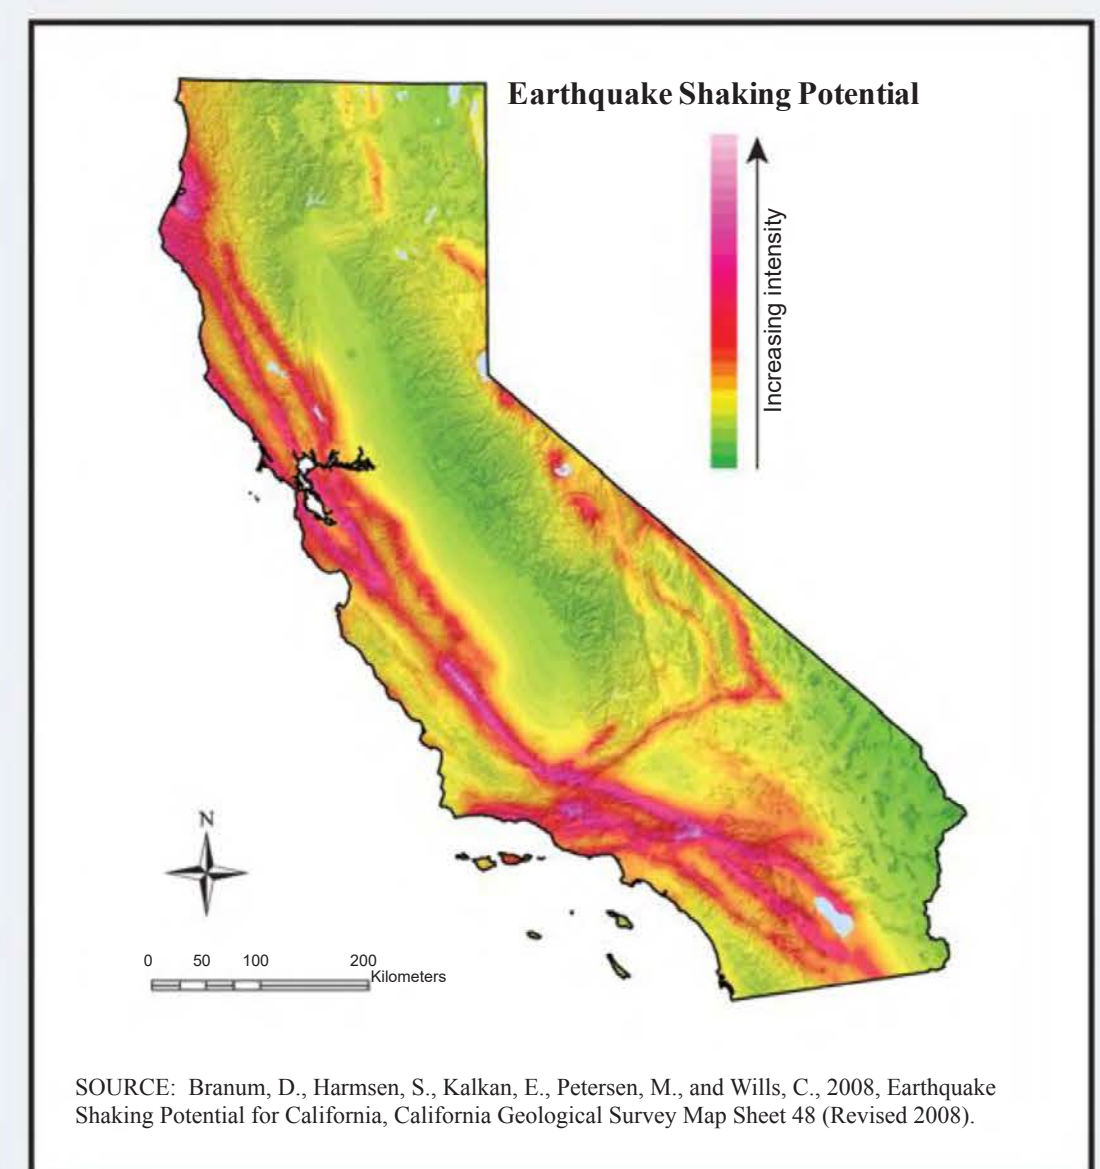 Earthquake Shaking Potential
Increasing intensity
N
0 50 100 200
Kilometers
SOURCE: Branum, D., Harmsen, S., Kalkan, E., Petersen, M., and Wills, C., 2008, Earthquake
Shaking Potential for California, California Geological Survey Map Sheet 48 (Revised 2008).